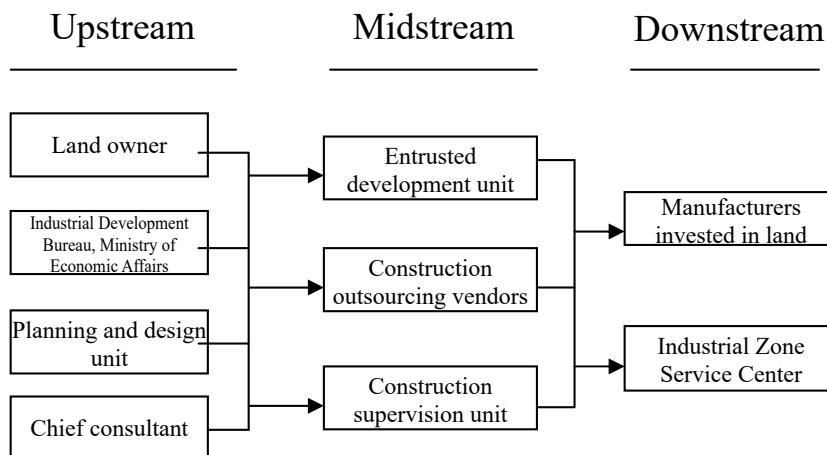 Upstream
Midstream
Downstream
Land owner
Industrial Development
Bureau, Ministry of
Economic Affairs
Planning and design
unit
Chief consultant
Entrusted
development unit
Construction
outsourcing vendors
Construction
supervision unit
Manufacturers
invested in land
Industrial Zone
Service Center